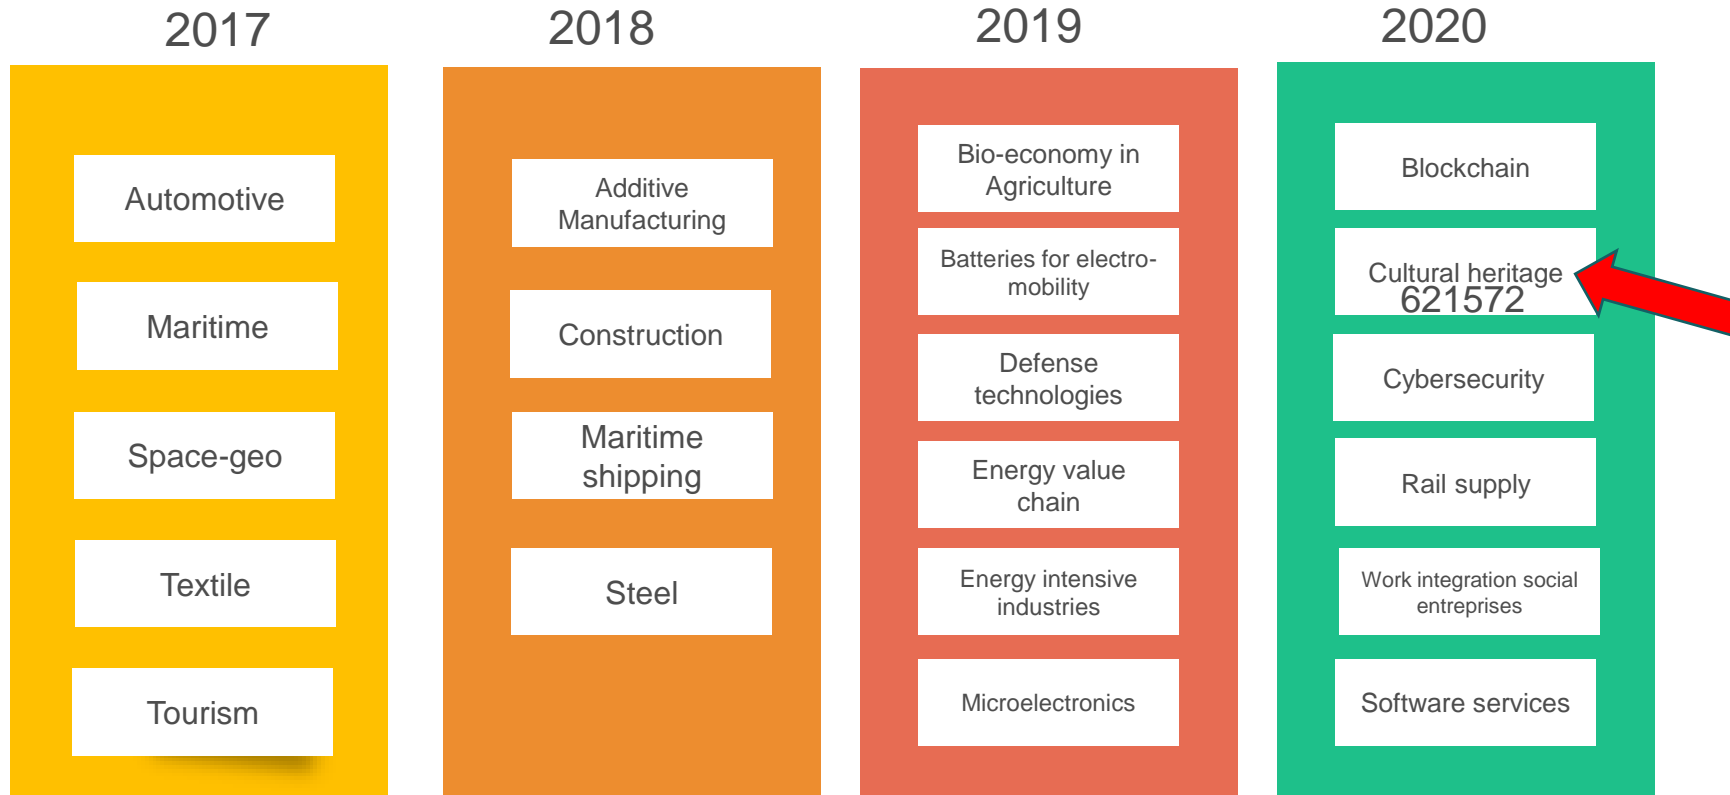 2017
Automotive
Maritime
Space-geo
Textile
Tourism
2018
Additive
Manufacturing
Construction
Maritime
shipping
Steel
2019
Bio-economy in
Agriculture
Batteries for electro-
mobility
Defense
technologies
Energy value
chain
Energy intensive
industries
Microelectronics
2020
Blockchain
Cultural heritage
621572
Cybersecurity
Rail supply
Work integration social
entreprises
Software services